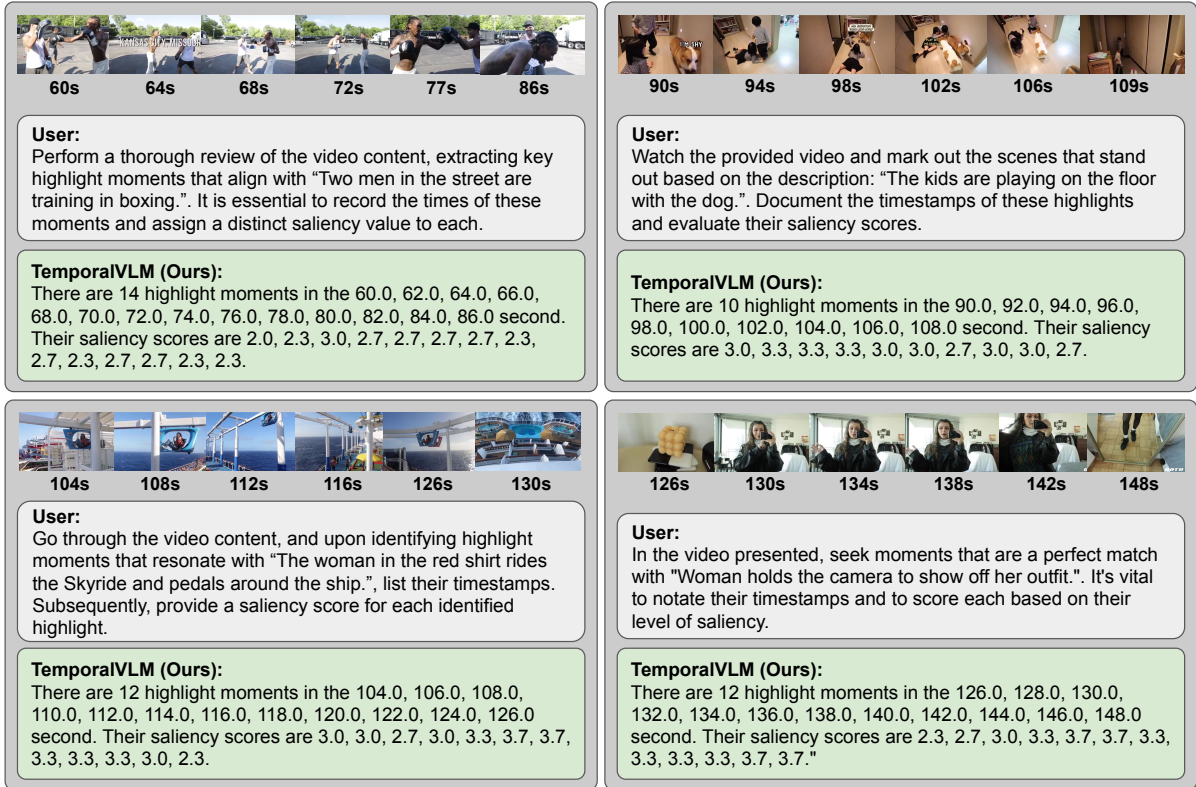 KANSAS CITY, MISSOURI
60s 64s 68s 72s 77s 86s
User:
Perform a thorough review of the video content, extracting key
highlight moments that align with “Two men in the street are
training in boxing.”. It is essential to record the times of these
moments and assign a distinct saliency value to each.
TemporalVLM (Ours):
There are 14 highlight moments in the 60.0, 62.0, 64.0, 66.0,
68.0, 70.0, 72.0, 74.0, 76.0, 78.0, 80.0, 82.0, 84.0, 86.0 second.
Their saliency scores are 2.0, 2.3, 3.0, 2.7, 2.7, 2.7, 2.7, 2.3,
2.7, 2.3, 2.7, 2.7, 2.3, 2.3.
I'M SHY
90s 94s 98s 102s 106s 109s
User:
Watch the provided video and mark out the scenes that stand
out based on the description: “The kids are playing on the floor
with the dog.”. Document the timestamps of these highlights
and evaluate their saliency scores.
TemporalVLM (Ours):
There are 10 highlight moments in the 90.0, 92.0, 94.0, 96.0,
98.0, 100.0, 102.0, 104.0, 106.0, 108.0 second. Their saliency
scores are 3.0, 3.3, 3.3, 3.3, 3.0, 3.0, 2.7, 3.0, 3.0, 2.7.
104s 108s 112s 116s 126s 130s
User:
Go through the video content, and upon identifying highlight
moments that resonate with “The woman in the red shirt rides
the Skyride and pedals around the ship.”, list their timestamps.
Subsequently, provide a saliency score for each identified
highlight.
TemporalVLM (Ours):
There are 12 highlight moments in the 104.0, 106.0, 108.0,
110.0, 112.0, 114.0, 116.0, 118.0, 120.0, 122.0, 124.0, 126.0
second. Their saliency scores are 3.0, 3.0, 2.7, 3.0, 3.3, 3.7, 3.7,
3.3, 3.3, 3.3, 3.0, 2.3.
126s 130s 134s 138s 142s 148s
User:
In the video presented, seek moments that are a perfect match
with "Woman holds the camera to show off her outfit.". It's vital
to notate their timestamps and to score each based on their
level of saliency.
TemporalVLM (Ours):
There are 12 highlight moments in the 126.0, 128.0, 130.0,
132.0, 134.0, 136.0, 138.0, 140.0, 142.0, 144.0, 146.0, 148.0
second. Their saliency scores are 2.3, 2.7, 3.0, 3.3, 3.7, 3.7, 3.3,
3.3, 3.3, 3.3, 3.7, 3.7."